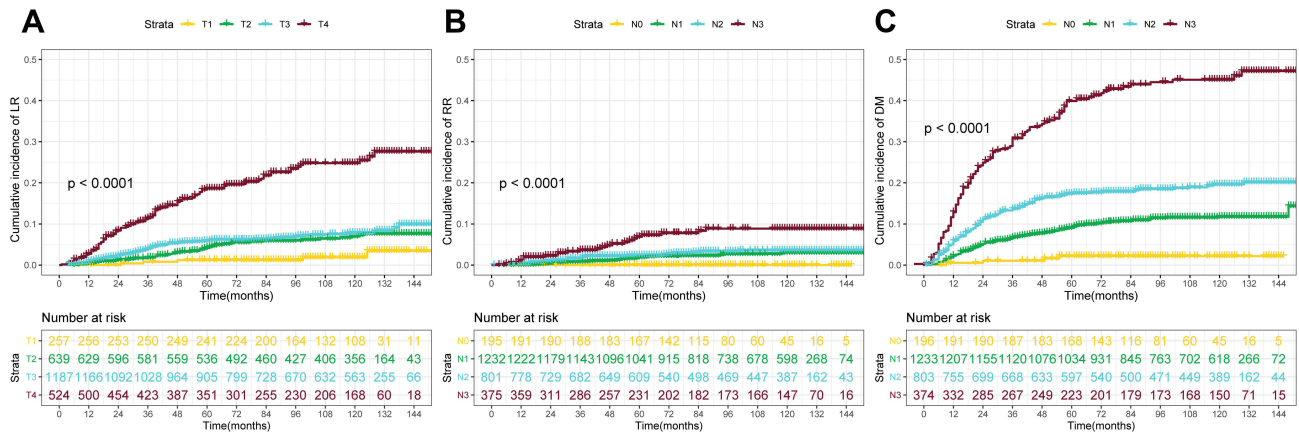 A
Strata T1 T2 T3 T4
Cumulative incidence of LR
0.5
0.4
0.3
0.2
0.1
0.0
p < 0.0001
0 12 24 36 48 60 72 84 96 108 120 132 144
Time(months)
Number at risk
Strata
T1 257 256 253 250 249 241 224 200 164 132 108 31 11
T2 639 629 596 581 559 536 492 460 427 406 356 164 43
T3 1187 1166 1092 1028 964 905 799 728 670 632 563 255 66
T4 524 500 454 423 387 351 301 255 230 206 168 60 18
0 12 24 36 48 60 72 84 96 108 120 132 144
Time(months)
B
Strata N0 N1 N2 N3
Cumulative incidence of RR
0.5
0.4
0.3
0.2
0.1
0.0
p < 0.0001
0 12 24 36 48 60 72 84 96 108 120 132 144
Time(months)
Number at risk
Strata
N0 195 191 190 188 183 167 142 115 80 60 45 16 5
N1 1232 1222 1179 1143 1096 1041 915 818 738 678 598 268 74
N2 801 778 729 682 649 609 540 498 469 447 387 162 43
N3 375 359 311 286 257 231 202 182 173 166 147 70 16
0 12 24 36 48 60 72 84 96 108 120 132 144
Time(months)
C
Strata N0 N1 N2 N3
Cumulative incidence of DM
0.5
0.4
0.3
0.2
0.1
0.0
p < 0.0001
0 12 24 36 48 60 72 84 96 108 120 132 144
Time(months)
Number at risk
Strata
N0 196 191 190 187 183 168 143 116 81 60 45 16 5
N1 1233 1207 1155 1120 1076 1034 931 845 763 702 618 266 72
N2 803 755 699 668 633 597 540 500 471 449 389 162 44
N3 374 332 285 267 249 223 201 179 173 168 150 71 15
0 12 24 36 48 60 72 84 96 108 120 132 144
Time(months)